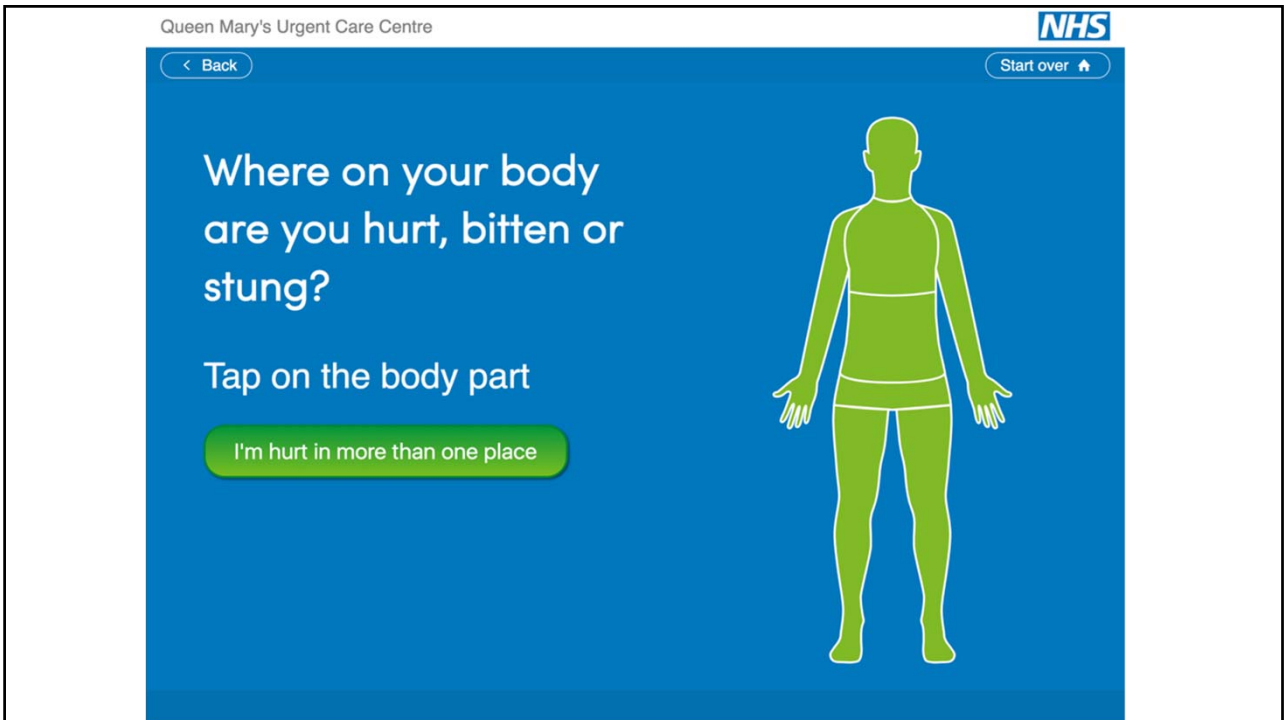 Queen Mary's Urgent Care Centre
NHS
Back
Start over
Where on your body
are you hurt, bitten or
stung?
Tap on the body part
I'm hurt in more than one place